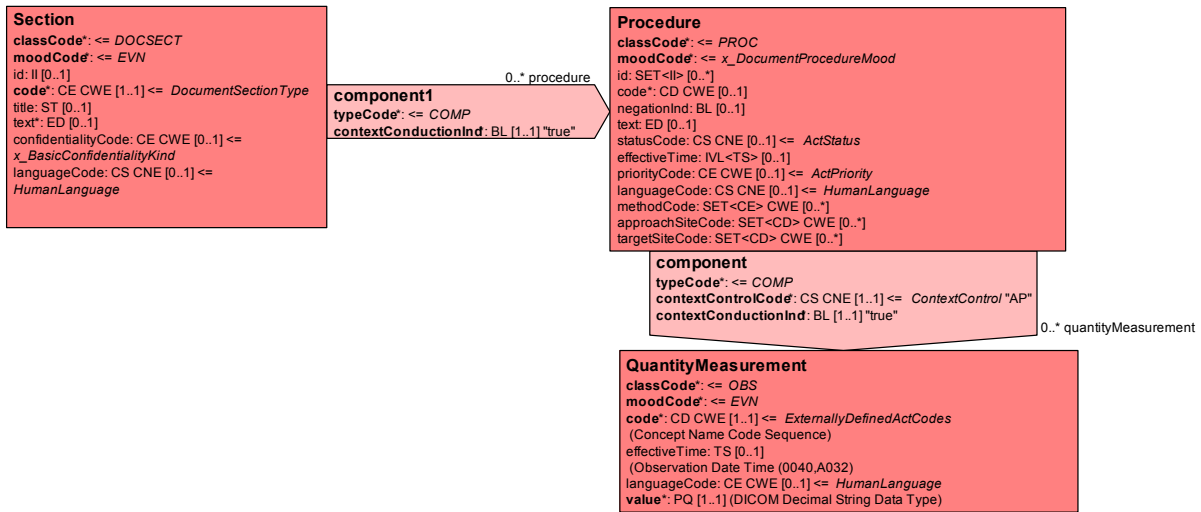 Section
classCode*: <= DOCSECT
moodCode*: <= EVN
id: II [0..1]
code*: CE CWE [1..1] <= DocumentSectionType
title: ST [0..1]
text*: ED [0..1]
confidentialityCode: CE CWE [0..1] <=
x_BasicConfidentialityKind
languageCode: CS CNE [0..1] <=
HumanLanguage
0..* procedure
component1
typeCode*: <= COMP
contextConductionInd*: BL [1..1] "true"
Procedure
classCode*: <= PROC
moodCode*: <= x_DocumentProcedureMood
id: SET<II> [0..*]
code*: CD CWE [0..1]
negationInd: BL [0..1]
text: ED [0..1]
statusCode: CS CNE [0..1] <= ActStatus
effectiveTime: IVL<TS> [0..1]
priorityCode: CE CWE [0..1] <= ActPriority
languageCode: CS CNE [0..1] <= HumanLanguage
methodCode: SET<CE> CWE [0..*]
approachSiteCode: SET<CD> CWE [0..*]
targetSiteCode: SET<CD> CWE [0..*]
component
typeCode*: <= COMP
contextControlCode*: CS CNE [1..1] <= ContextControl "AP"
contextConductionInd*: BL [1..1] "true"
0..* quantityMeasurement
QuantityMeasurement
classCode*: <= OBS
moodCode*: <= EVN
code*: CD CWE [1..1] <= ExternallyDefinedActCodes
(Concept Name Code Sequence)
effectiveTime: TS [0..1]
(Observation Date Time (0040,A032)
languageCode: CE CWE [0..1] <= HumanLanguage
value*: PQ [1..1] (DICOM Decimal String Data Type)